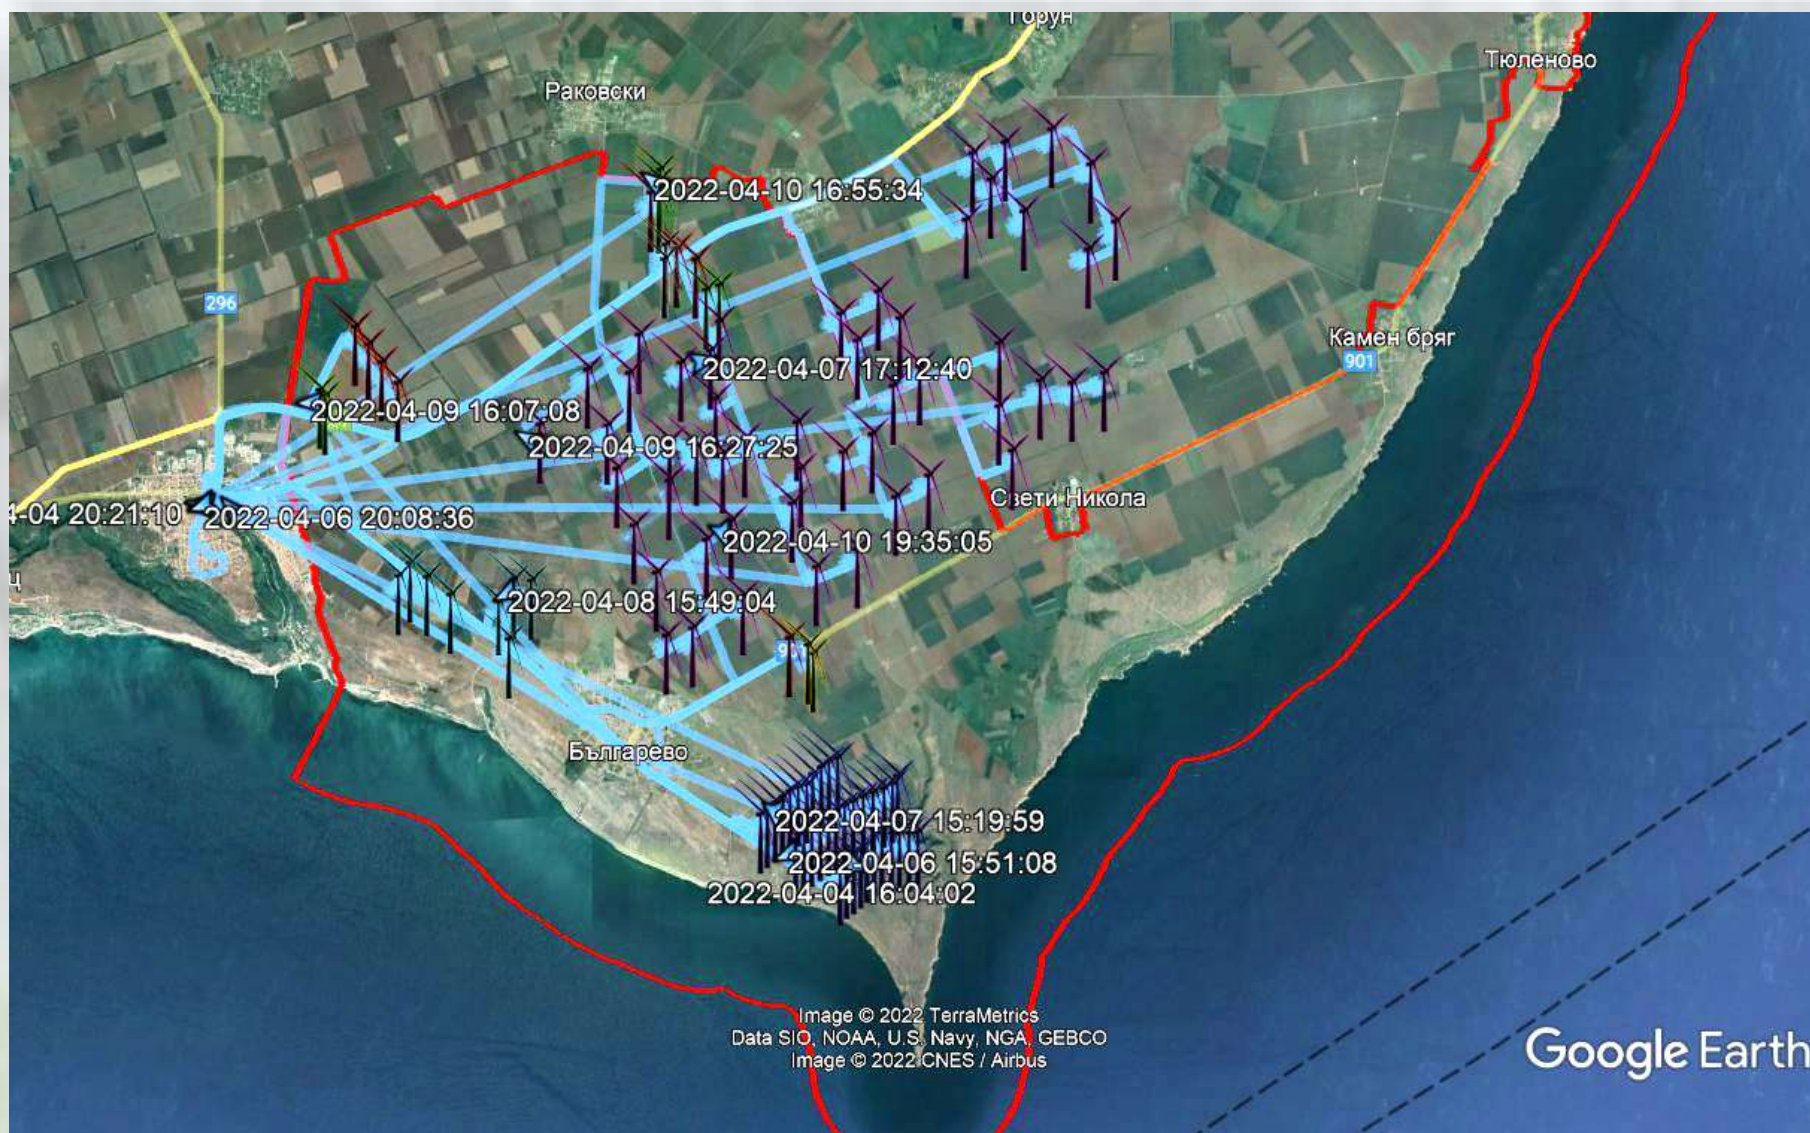 Горун
Тюленово
Раковски
2022-04-10 16:55:34
296
Камен бряг
901
2022-04-07 17:12:40
2022-04-09 16:07:08
2022-04-09 16:27:25
Свети Никола
4-04 20:21:10
2022-04-06 20:08:36
2022-04-10 19:35:05
ц
2022-04-08 15:49:04
901
Българево
2022-04-07 15:19:59
2022-04-06 15:51:08
2022-04-04 16:04:02
Image © 2022 TerraMetrics
Data SIO, NOAA, U.S. Navy, NGA, GEBCO
Image © 2022 CNES / Airbus
Google Earth